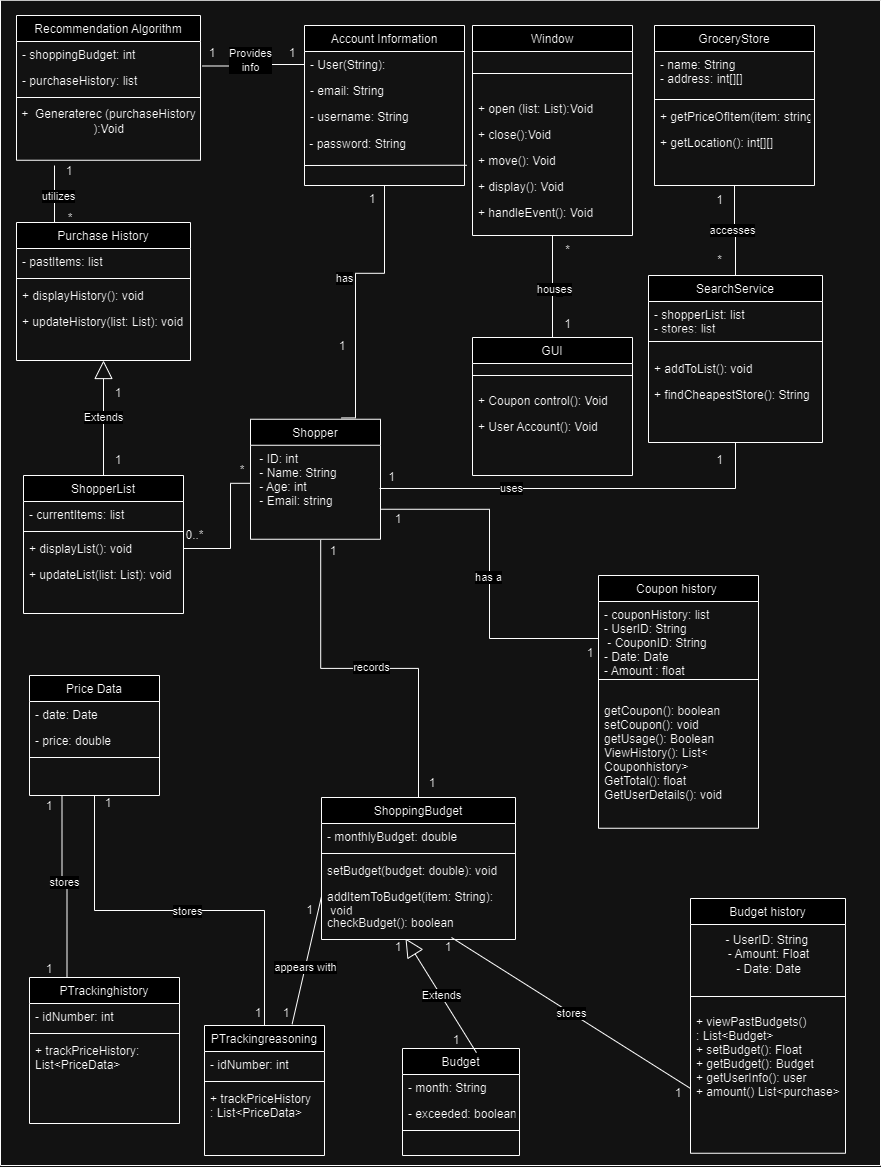 Recommendation Algorithm
- shoppingBudget: int
- purchaseHistory: list
+  Generaterec (purchaseHistory
):Void
1
Provides
info
1
Account Information
- User(String):
- email: String
- username: String
- password: String
Window
+ open (list: List):Void
+ close():Void
+ move(): Void
+ display(): Void
+ handleEvent(): Void
GroceryStore
- name: String
- address: int[][]
+ getPriceOfItem(item: string
+ getLocation(): int[][]
1
utilizes
*
Purchase History
- pastItems: list
+ displayHistory(): void
+ updateHistory(list: List): void
1
has
1
*
houses
1
GUI
+ Coupon control(): Void
+ User Account(): Void
1
accesses
*
SearchService
- shopperList: list
- stores: list
+ addToList(): void
+ findCheapestStore(): String
1
Extends
1
ShopperList
- currentItems: list
+ displayList(): void
+ updateList(list: List): void
*
0..*
Shopper
- ID: int
- Name: String
- Age: int
- Email: string
1
uses
1
1
has a
1
1
records
1
Coupon history
- couponHistory: list
- UserID: String
- CouponID: String
- Date: Date
- Amount : float
getCoupon(): boolean
setCoupon(): void
getUsage(): Boolean
ViewHistory(): List<
Couponhistory>
GetTotal(): float
GetUserDetails(): void
Price Data
- date: Date
- price: double
1
1
stores
stores
1
1
ShoppingBudget
- monthlyBudget: double
setBudget(budget: double): void
addItemToBudget(item: String):
void
checkBudget(): boolean
1
appears with
1
1
Extends
1
1
stores
1
Budget history
- UserID: String
- Amount: Float
- Date: Date
+ viewPastBudgets()
: List<Budget>
+ setBudget(): Float
+ getBudget(): Budget
+ getUserInfo(): user
+ amount() List<purchase>
PTrackinghistory
- idNumber: int
+ trackPriceHistory:
List<PriceData>
PTrackingreasoning
- idNumber: int
+ trackPriceHistory
: List<PriceData>
Budget
- month: String
- exceeded: boolean